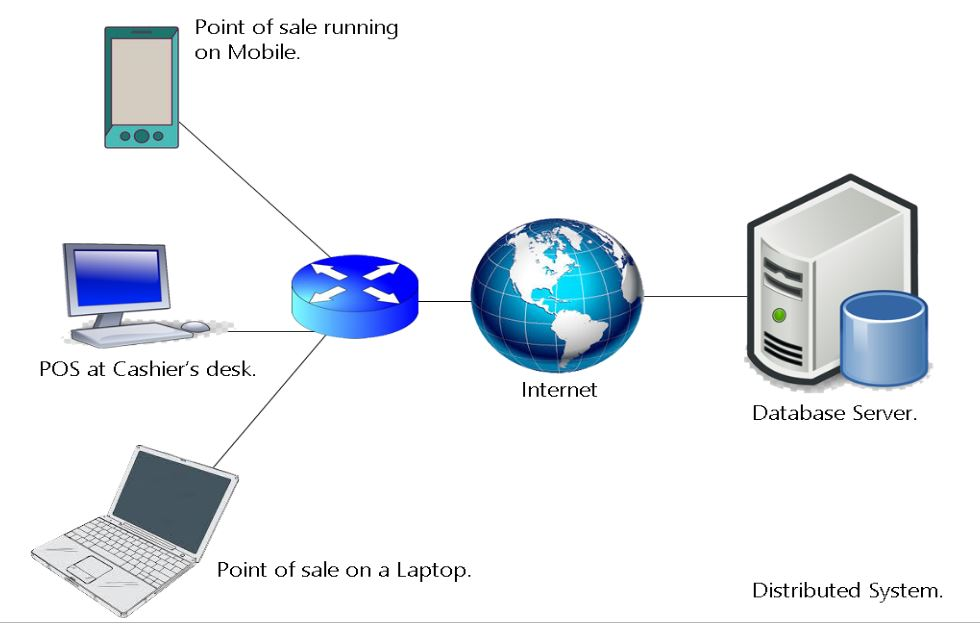 Point of sale running
on Mobile.
POS at Cashier's desk.
Internet
Database Server.
Point of sale on a Laptop.
Distributed System.